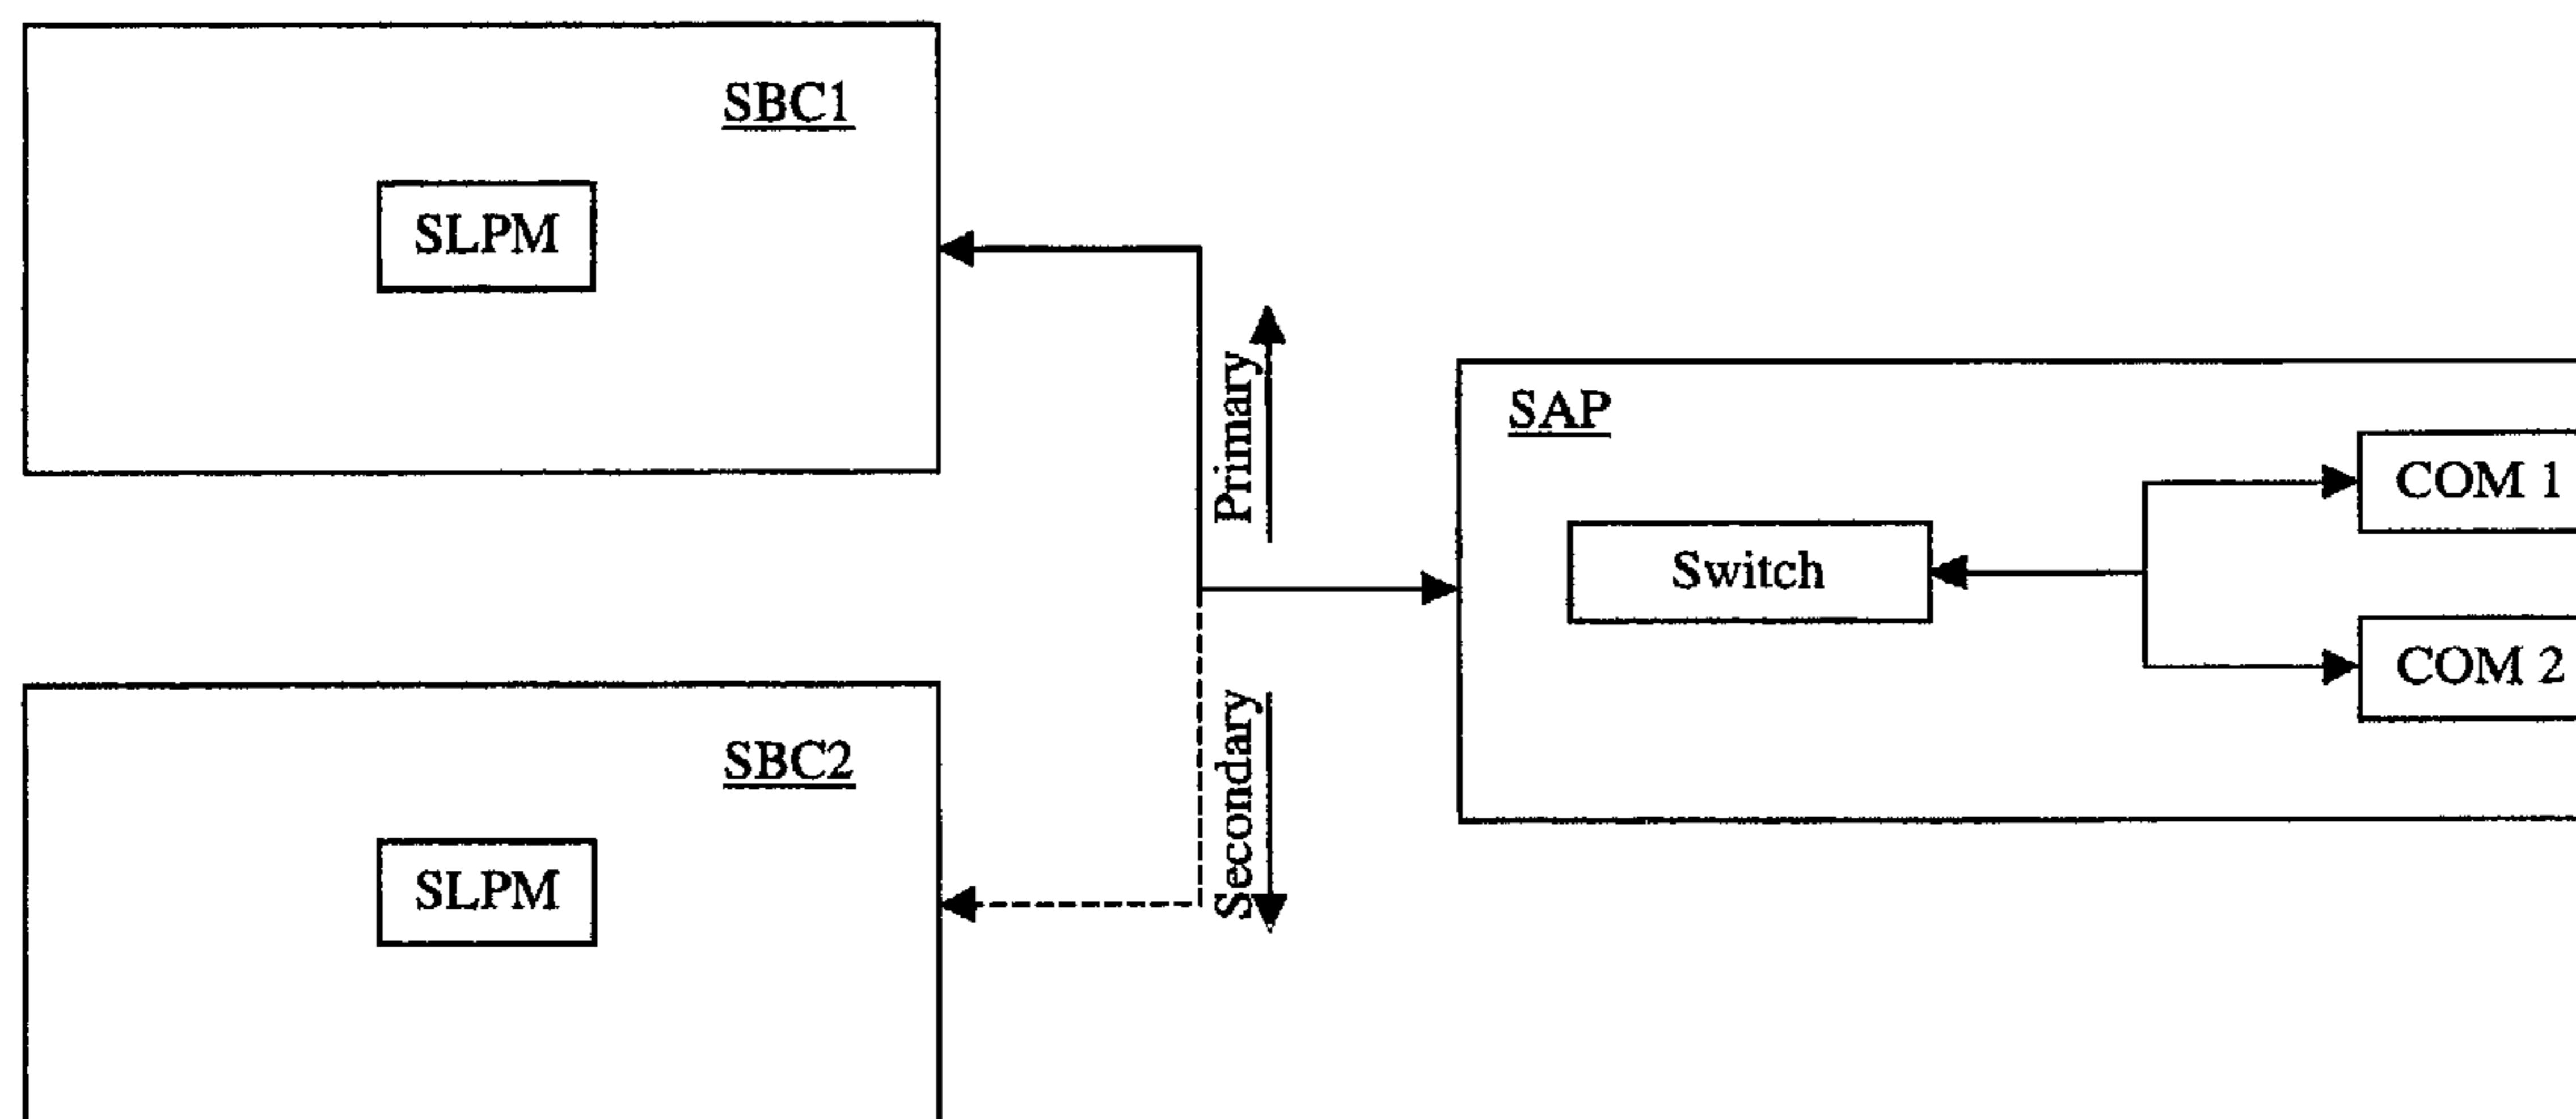 SBC1
SLPM
Primary
SAP
COM 1
Switch
COM 2
Secondary
SBC2
SLPM